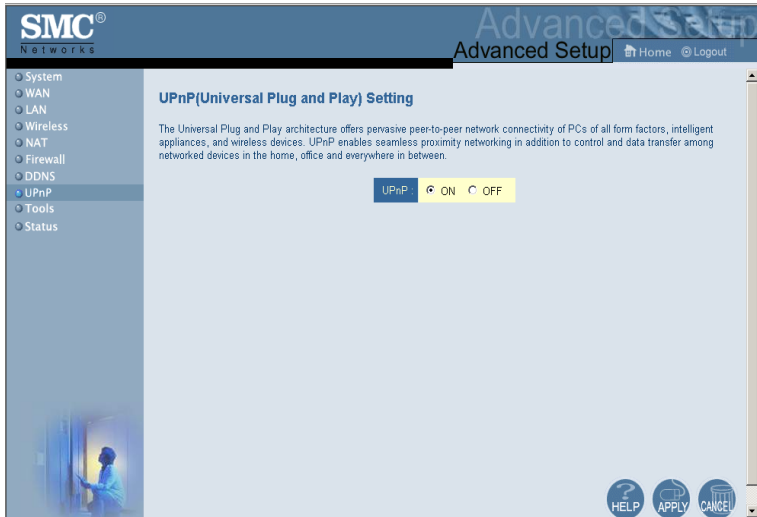 SMC®
Networks
Advanced Setup
Advanced Setup
Home
Logout
System
WAN
LAN
Wireless
NAT
Firewall
DDNS
UPnP
Tools
Status
UPnP(Universal Plug and Play) Setting
The Universal Plug and Play architecture offers pervasive peer-to-peer network connectivity of PCs of all form factors, intelligent
appliances, and wireless devices. UPnP enables seamless proximity networking in addition to control and data transfer among
networked devices in the home, office and everywhere in between.
UPnP : ON OFF
HELP
APPLY
CANCEL